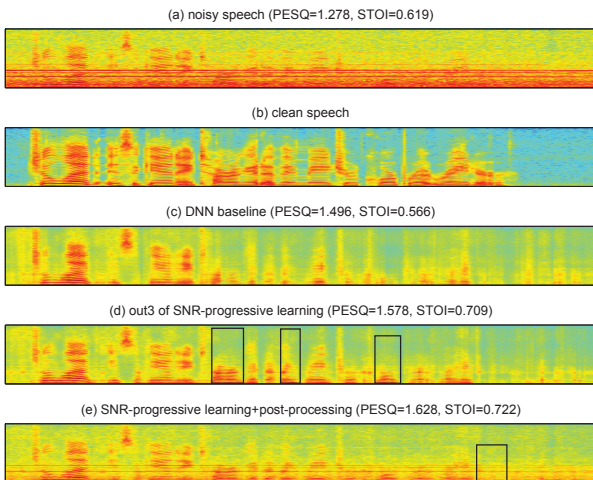 (a) noisy speech (PESQ=1.278, STOI=0.619)
(b) clean speech
(c) DNN baseline (PESQ=1.496, STOI=0.566)
(d) out3 of SNR-progressive learning (PESQ=1.578, STOI=0.709)
(e) SNR-progressive learning+post-processing (PESQ=1.628, STOI=0.722)